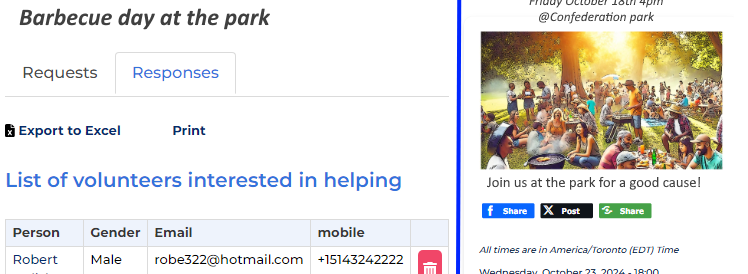 Barbecue day at the park
Requests
Responses
Export to Excel
Print
List of volunteers interested in helping
Person Gender Email mobile
Robert Male robe322@hotmail.com +15143242222
Friday October 18th 4pm
@Confederation park
Join us at the park for a good cause!
Share Post Share
All times are in America/Toronto (EDT) Time
Wednesday, October 23, 2024 - 18:00